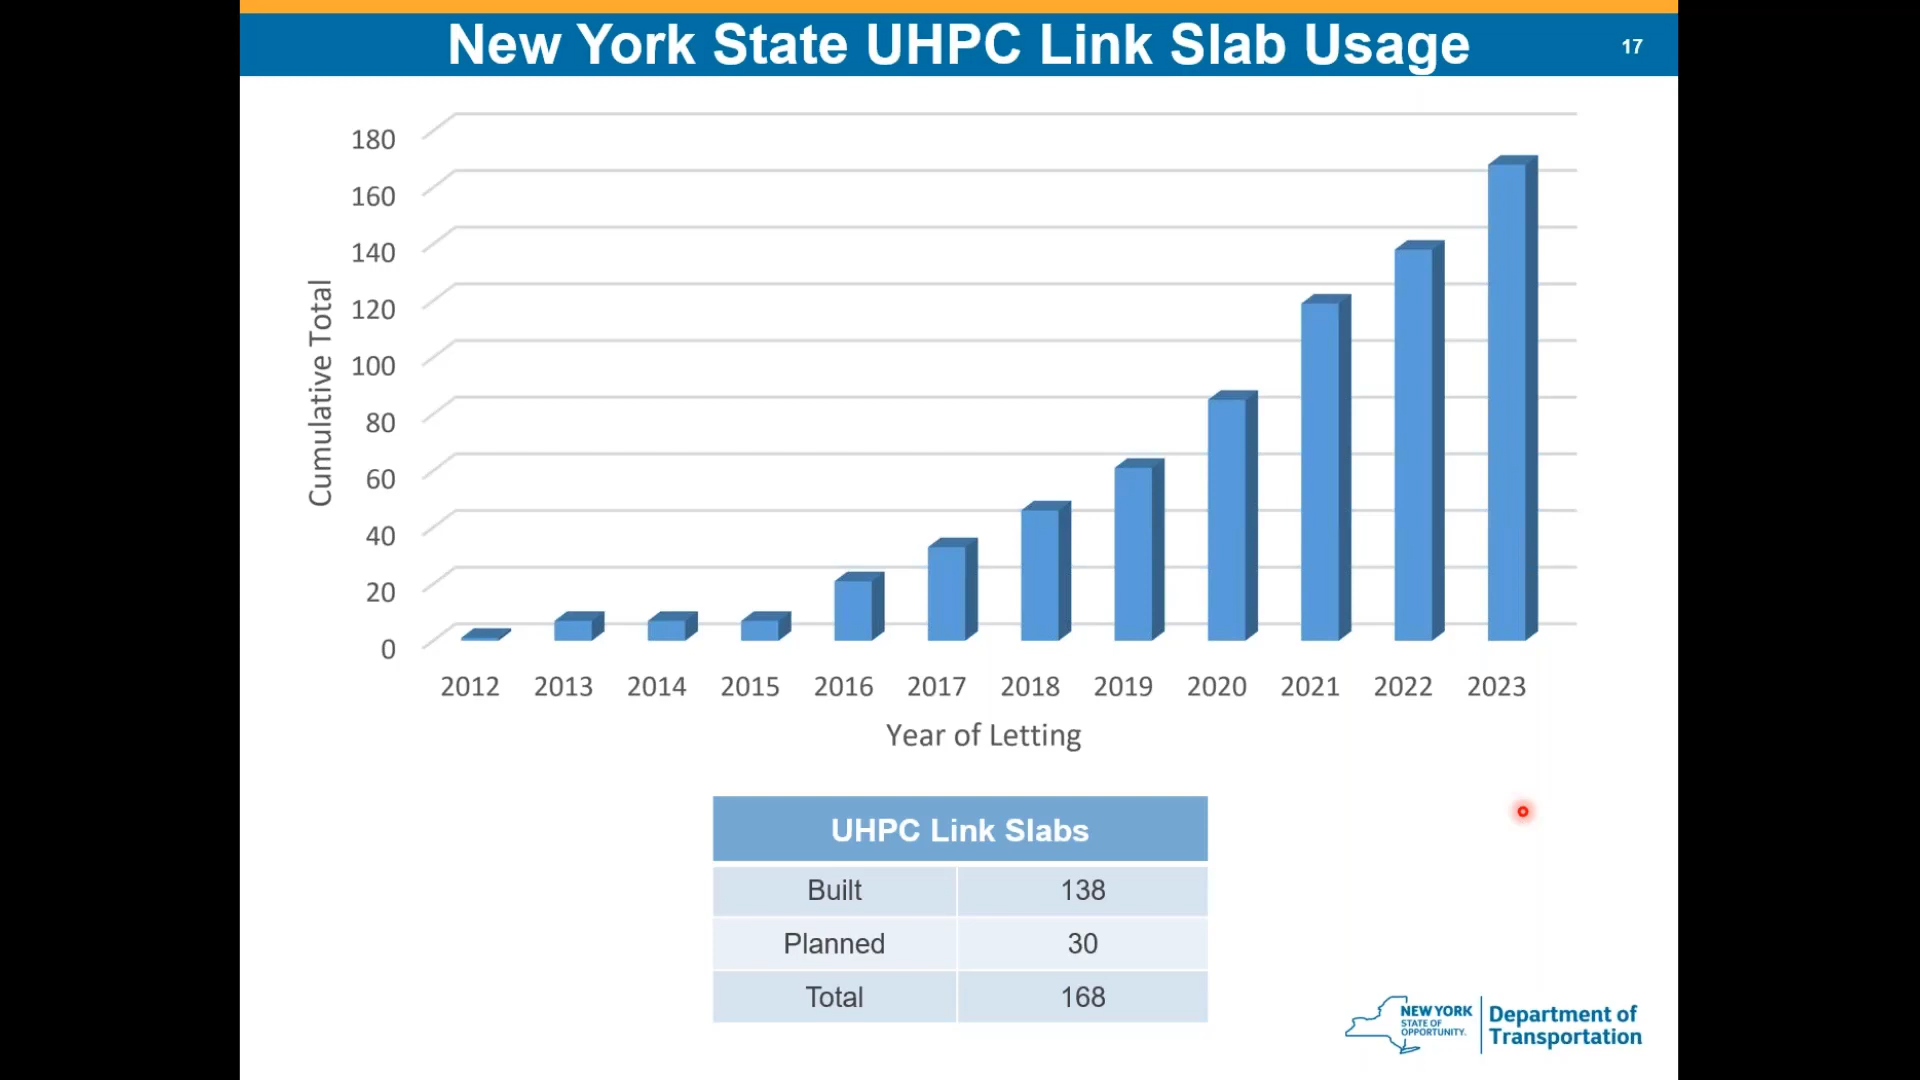 New York State UHPC Link Slab Usage
17
Cumulative Total
180
160
140
120
100
80
60
40
20
0
2012 2013 2014 2015 2016 2017 2018 2019 2020 2021 2022 2023
Year of Letting
UHPC Link Slabs
Built 138
Planned 30
Total 168
NEW YORK
STATE OF
OPPORTUNITY.
Department of
Transportation